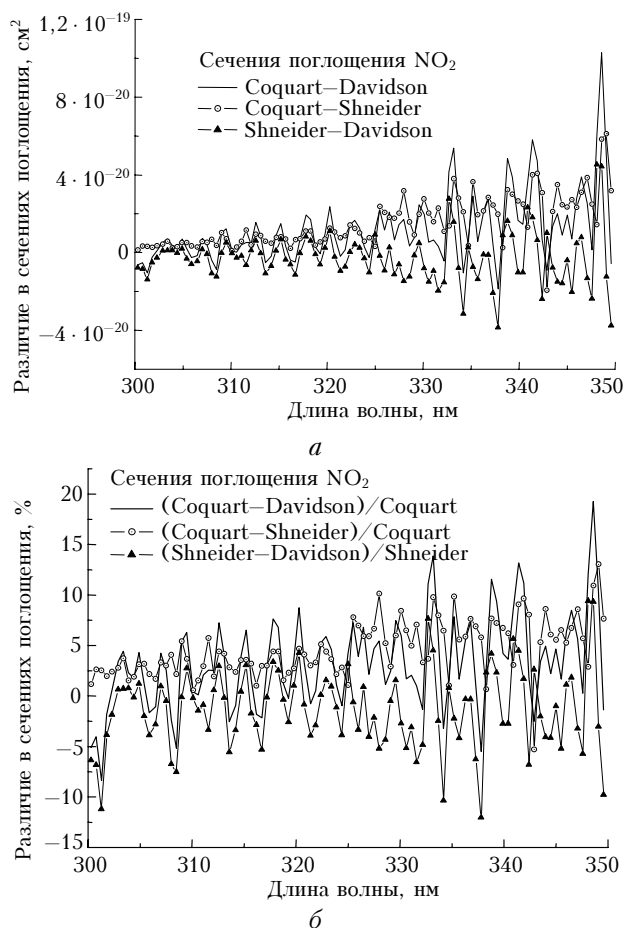 1,2 · 10⁻¹⁹
8 · 10⁻²⁰
4 · 10⁻²⁰
0
−4 · 10⁻²⁰
Различие в сечениях поглощения, см²
Сечения поглощения NO₂
Coquart−Davidson
Coquart−Shneider
Shneider−Davidson
300 310 320 330 340 350
Длина волны, нм
а
20
15
10
5
0
−5
−10
−15
Различие в сечениях поглощения, %
Сечения поглощения NO₂
(Coquart−Davidson)/Coquart
(Coquart−Shneider)/Coquart
(Shneider−Davidson)/Shneider
300 310 320 330 340 350
Длина волны, нм
б